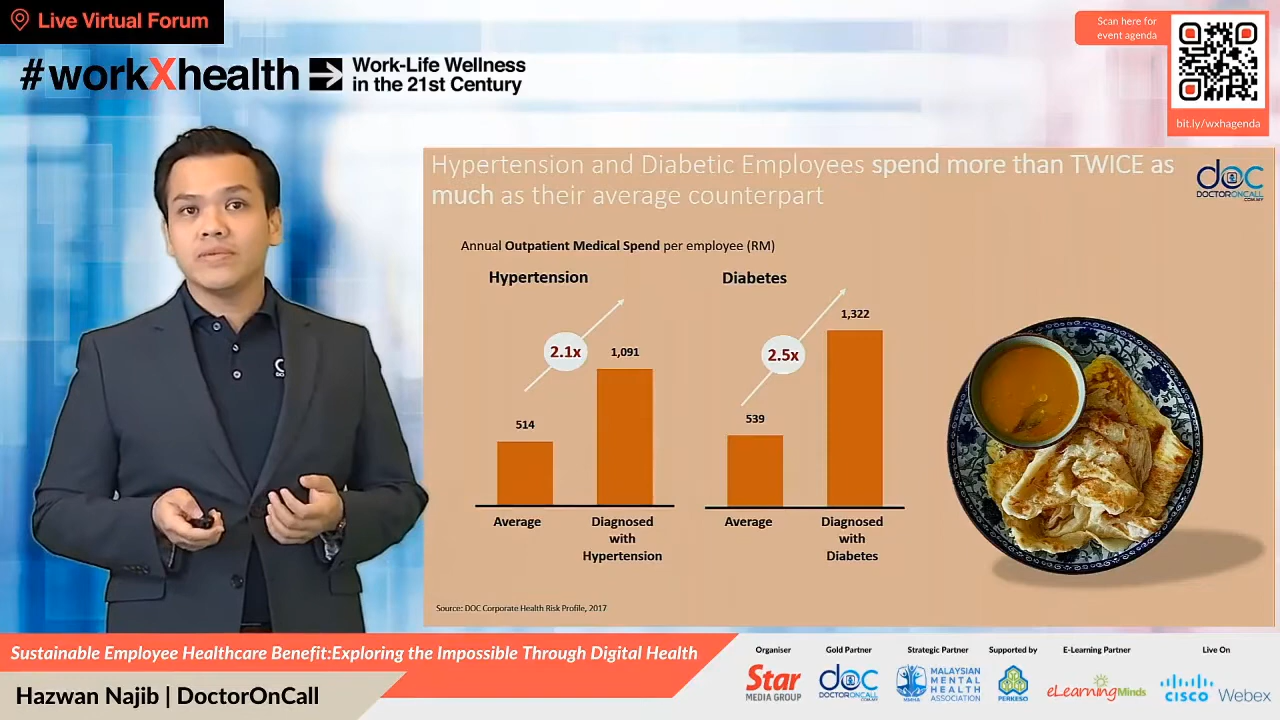 Live Virtual Forum
Scan here for
event agenda
#workXhealth
Work-Life Wellness
in the 21st Century
bit.ly/wxhagenda
Hypertension and Diabetic Employees spend more than TWICE as
much as their average counterpart
doc
DOCTORONCALL
.COM.MY
Annual Outpatient Medical Spend per employee (RM)
Hypertension
Diabetes
2.1x
514
1,091
2.5x
539
1,322
Average
Diagnosed
with
Hypertension
Average
Diagnosed
with
Diabetes
Source: DOC Corporate Health Risk Profile, 2017
Sustainable Employee Healthcare Benefit:Exploring the Impossible Through Digital Health
Hazwan Najib | DoctorOnCall
Organiser
Star
MEDIA GROUP
Gold Partner
doc
DOCTORONCALL
.COM.MY
Strategic Partner
MALAYSIAN
MENTAL
HEALTH
ASSOCIATION
Supported by
PERKESO
E-Learning Partner
eLearningMinds
Live On
CISCO Webex